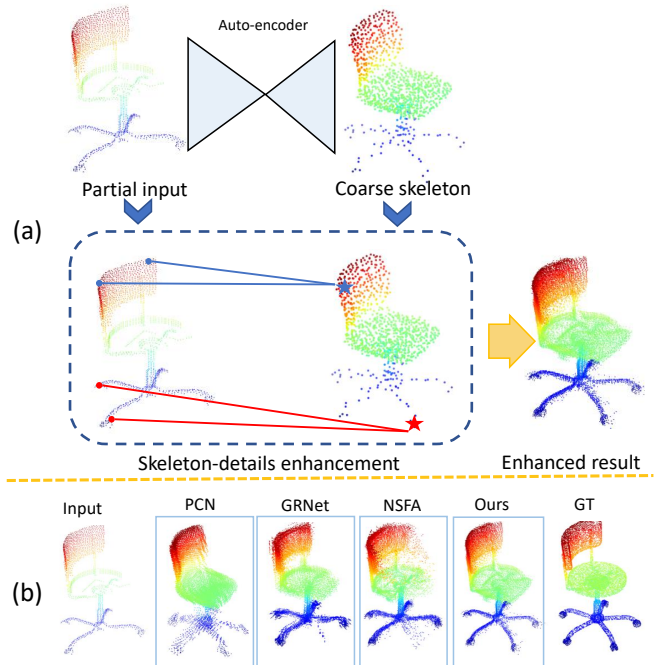 Auto-encoder
Partial input
Coarse skeleton
(a)
Skeleton-details enhancement
Enhanced result
Input
PCN
GRNet
NSFA
Ours
GT
(b)